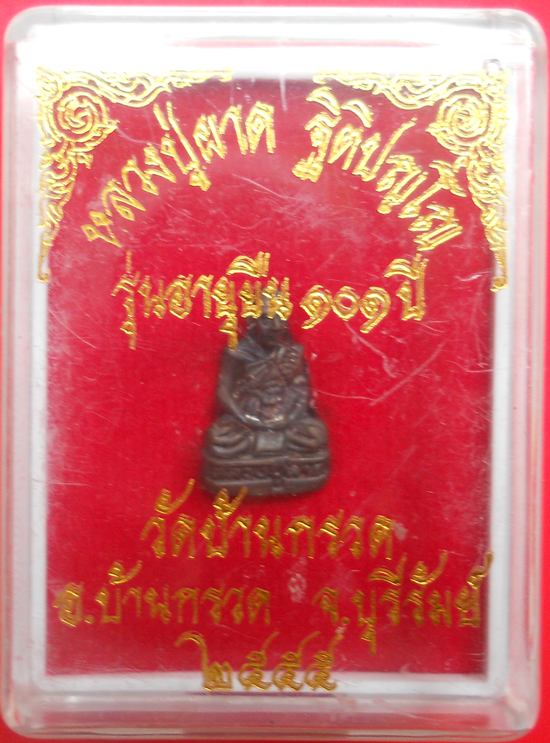 หลวงปู่ผาด ฐิติปญฺโญ
รุ่นอายุยืน ๑๐๑ ปี
วัดบ้านกรวด
อ.บ้านกรวด จ.บุรีรัมย์
๒๕๕๕